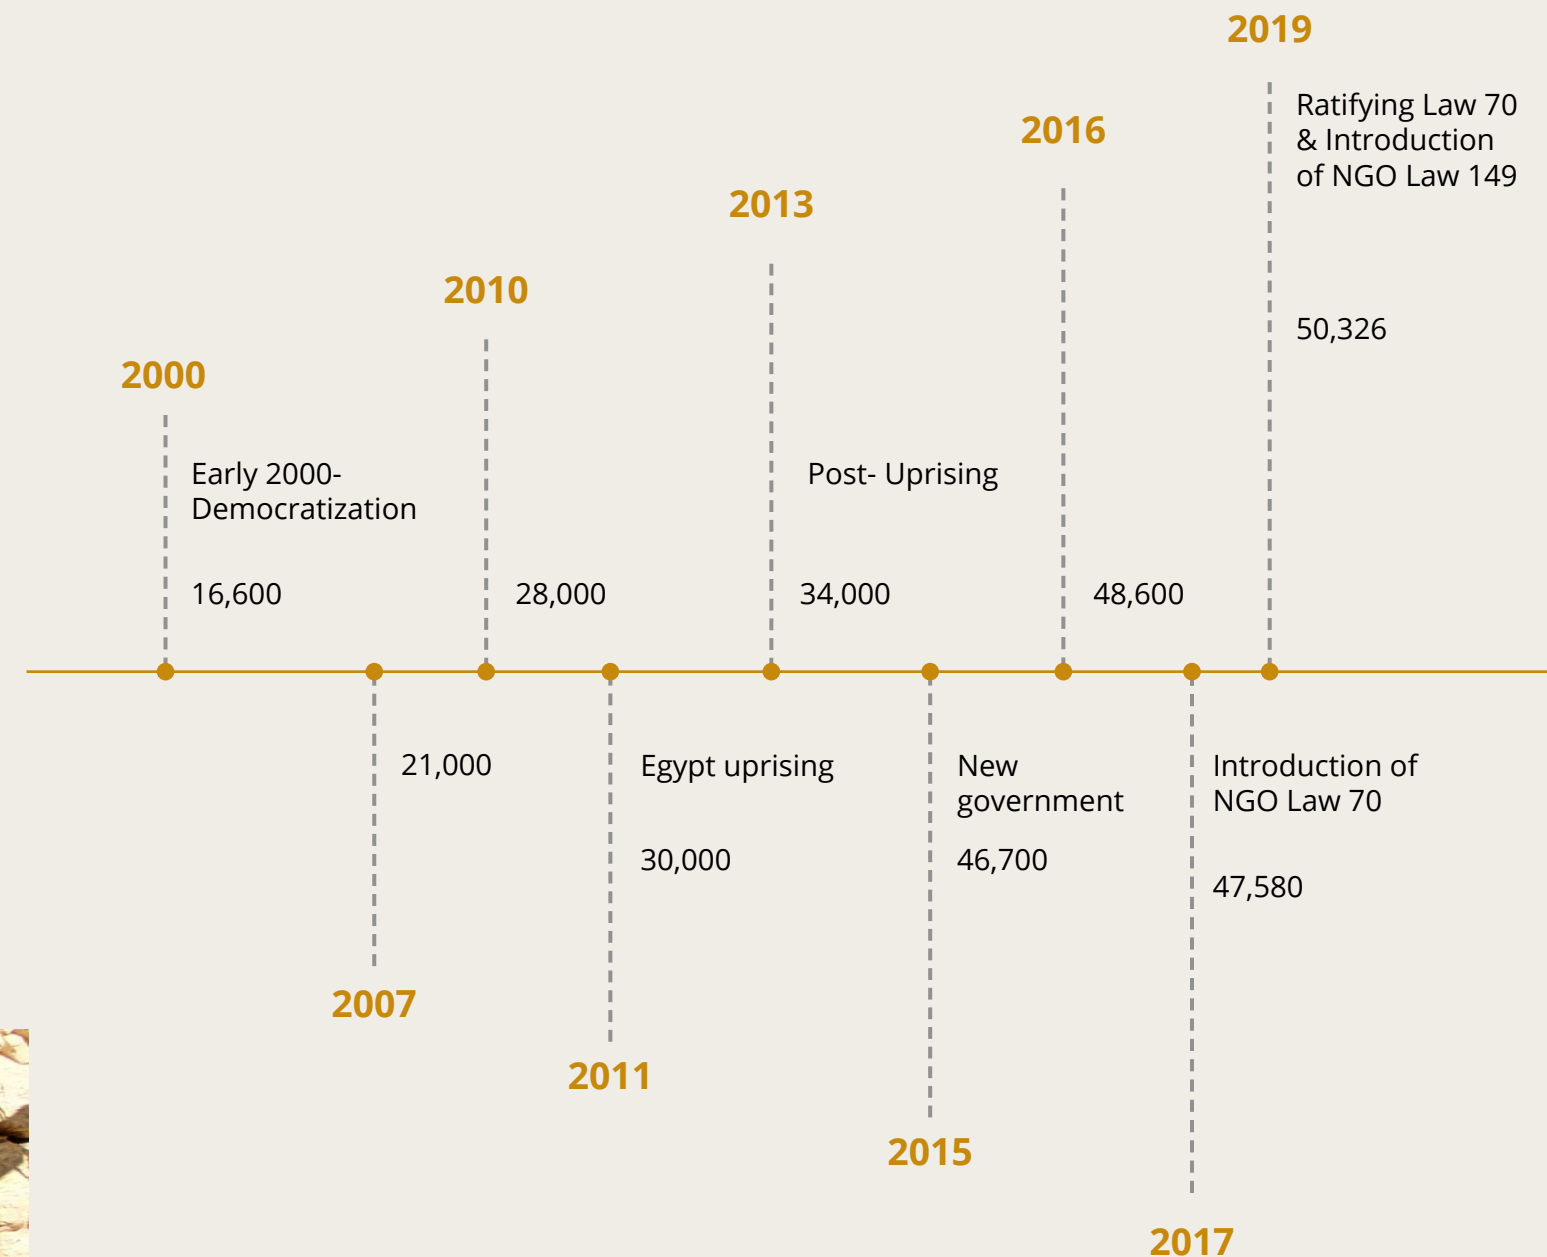 2019
Ratifying Law 70
& Introduction
of NGO Law 149
50,326
2016
48,600
2013
Post- Uprising
34,000
2010
28,000
2000
Early 2000-
Democratization
16,600
21,000
2007
Egypt uprising
30,000
2011
New
government
46,700
2015
Introduction of
NGO Law 70
47,580
2017